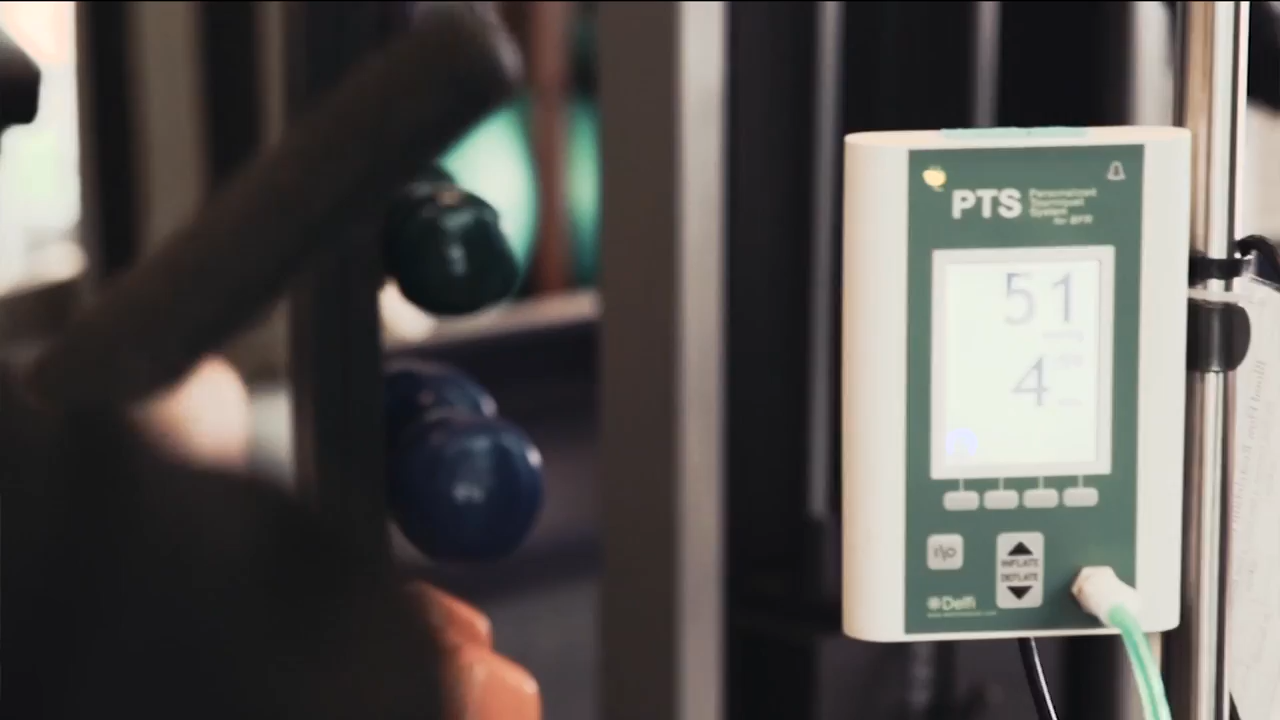 PTS
Personalized
Tourniquet
System
for BFR
51
4
I\O
INFLATE
DEFLATE
Delfi